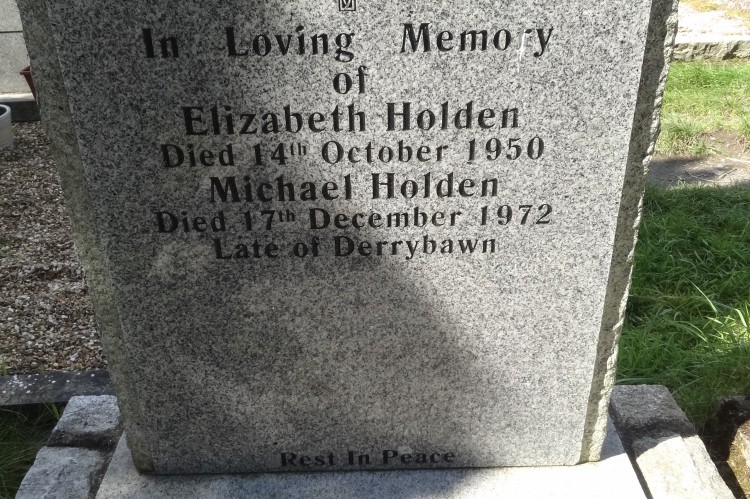 In Loving Memory
of
Elizabeth Holden
Died 14th October 1950
Michael Holden
Died 17th December 1972
Late of Derrybawn
Rest In Peace